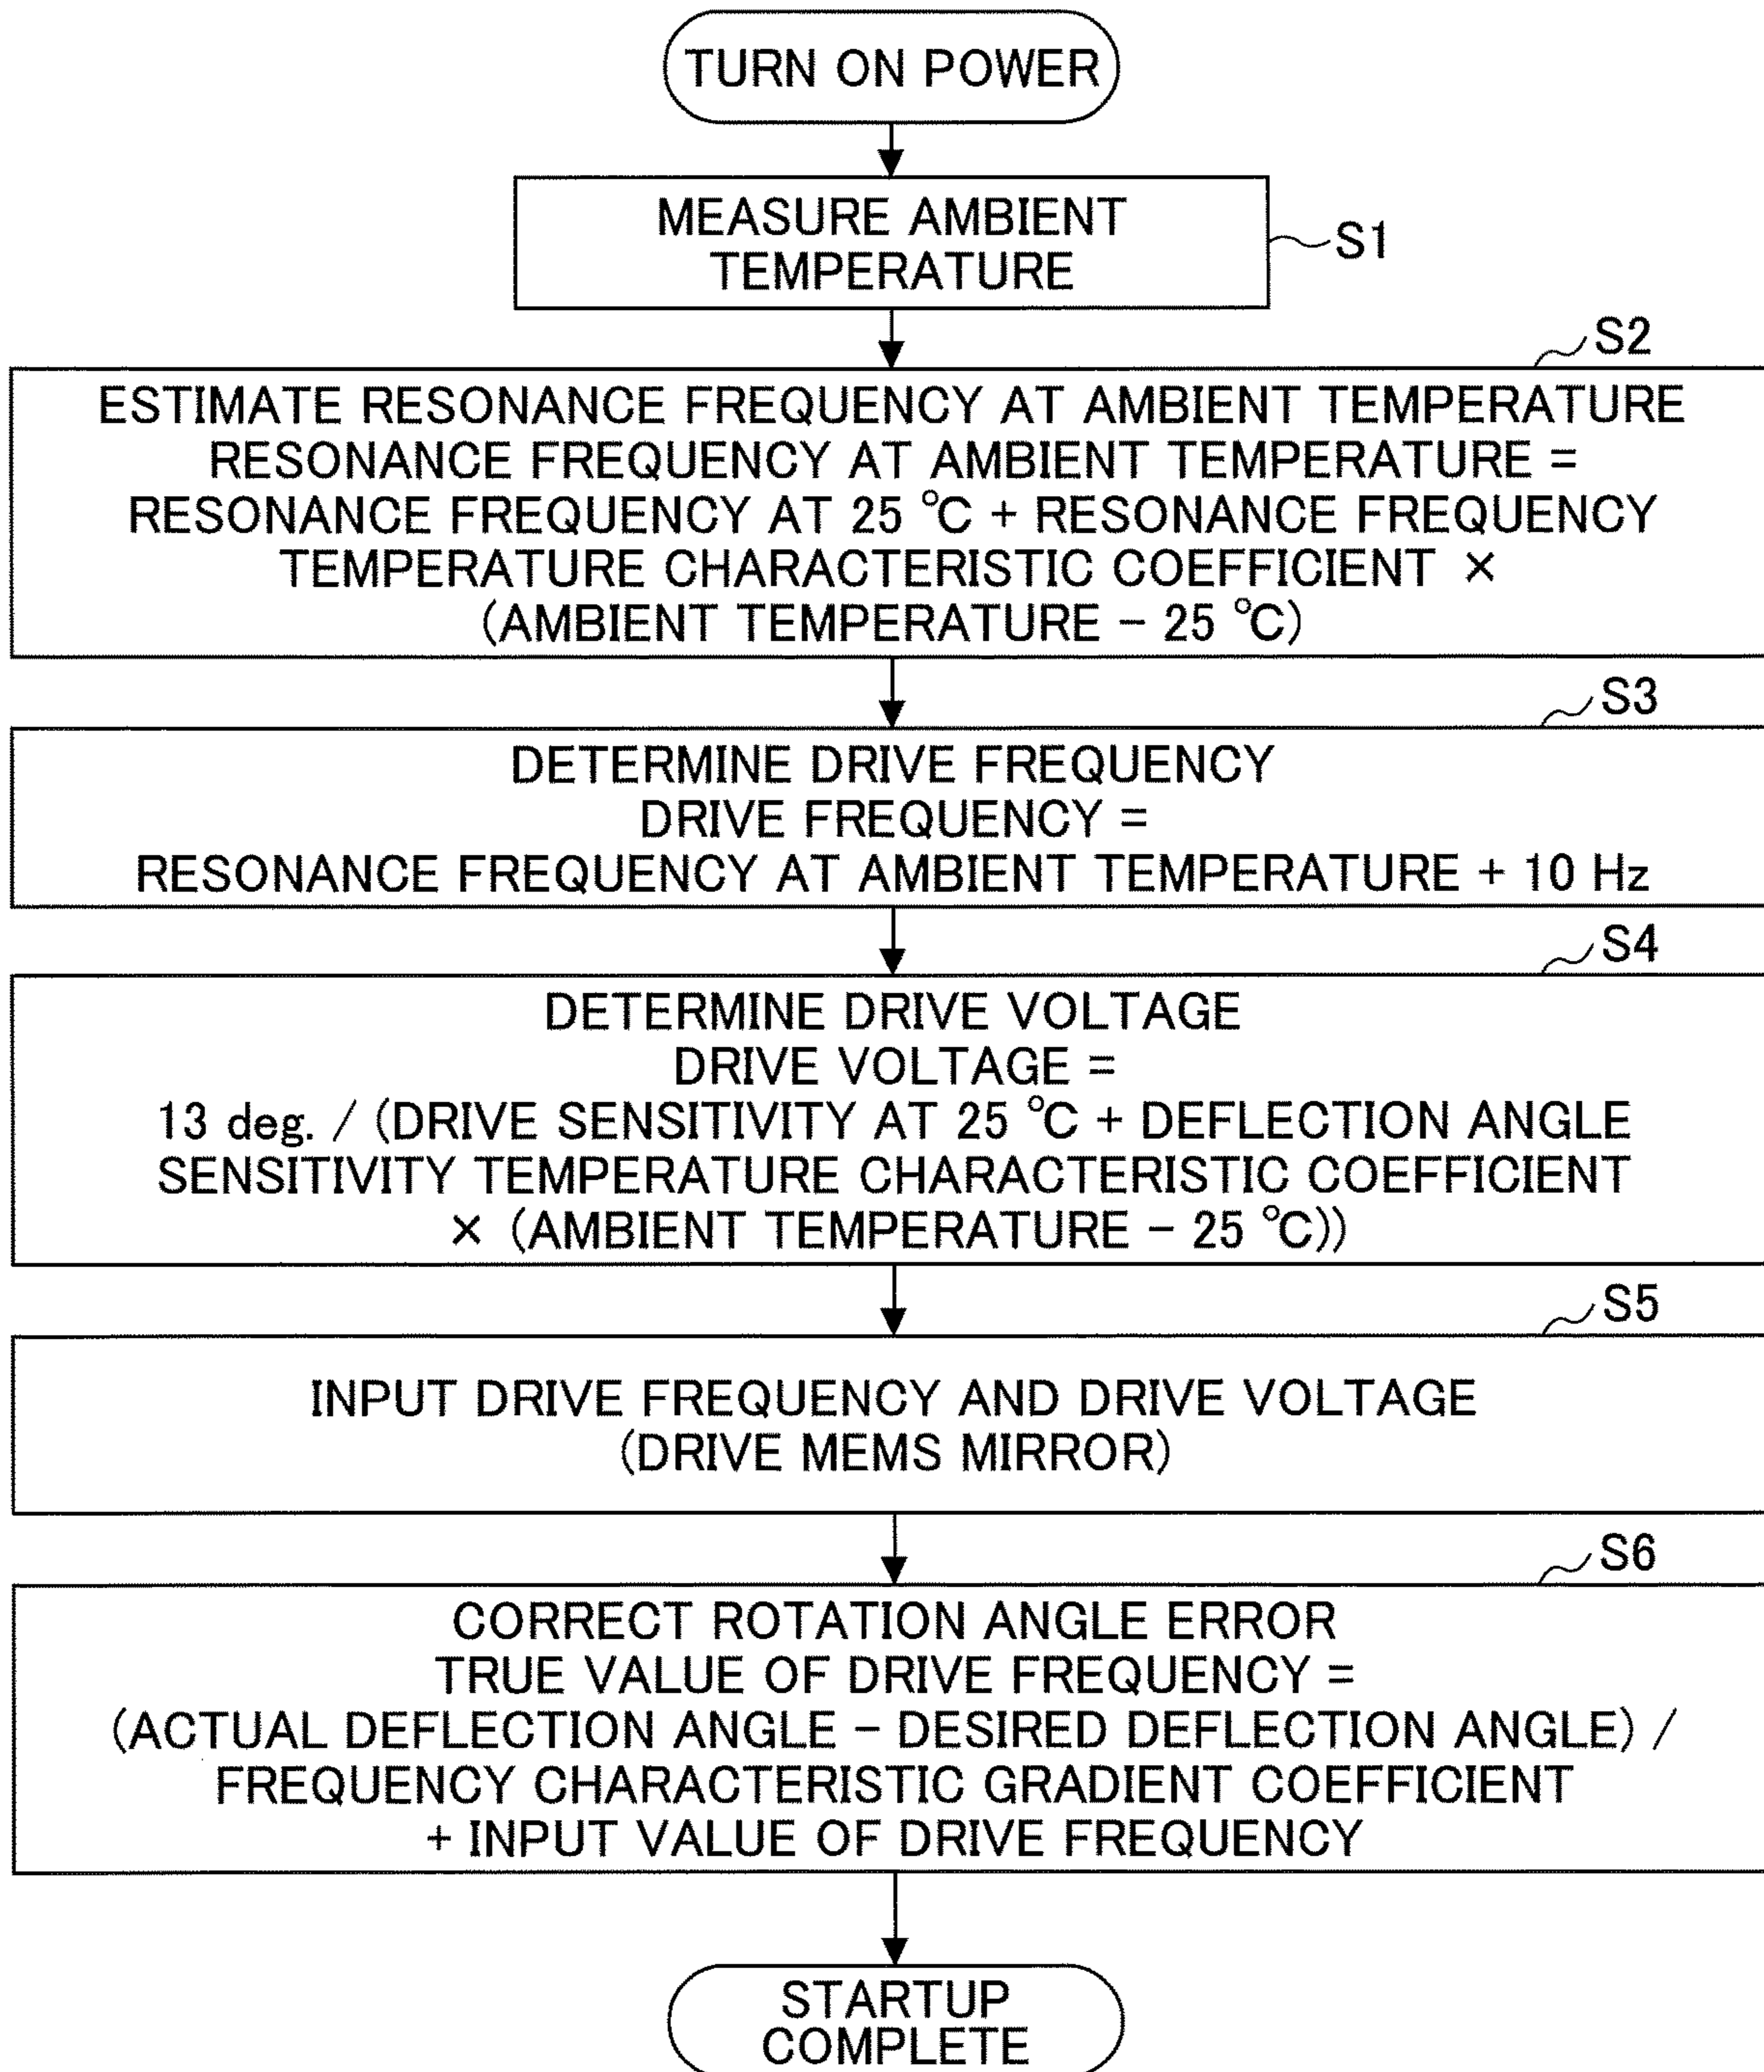 TURN ON POWER
MEASURE AMBIENT
TEMPERATURE
S1
S2
ESTIMATE RESONANCE FREQUENCY AT AMBIENT TEMPERATURE
RESONANCE FREQUENCY AT AMBIENT TEMPERATURE =
RESONANCE FREQUENCY AT 25 ℃ + RESONANCE FREQUENCY
TEMPERATURE CHARACTERISTIC COEFFICIENT ×
(AMBIENT TEMPERATURE − 25 ℃)
S3
DETERMINE DRIVE FREQUENCY
DRIVE FREQUENCY =
RESONANCE FREQUENCY AT AMBIENT TEMPERATURE + 10 Hz
S4
DETERMINE DRIVE VOLTAGE
DRIVE VOLTAGE =
13 deg. / (DRIVE SENSITIVITY AT 25 ℃ + DEFLECTION ANGLE
SENSITIVITY TEMPERATURE CHARACTERISTIC COEFFICIENT
× (AMBIENT TEMPERATURE − 25 ℃))
S5
INPUT DRIVE FREQUENCY AND DRIVE VOLTAGE
(DRIVE MEMS MIRROR)
S6
CORRECT ROTATION ANGLE ERROR
TRUE VALUE OF DRIVE FREQUENCY =
(ACTUAL DEFLECTION ANGLE − DESIRED DEFLECTION ANGLE) /
FREQUENCY CHARACTERISTIC GRADIENT COEFFICIENT
+ INPUT VALUE OF DRIVE FREQUENCY
STARTUP
COMPLETE